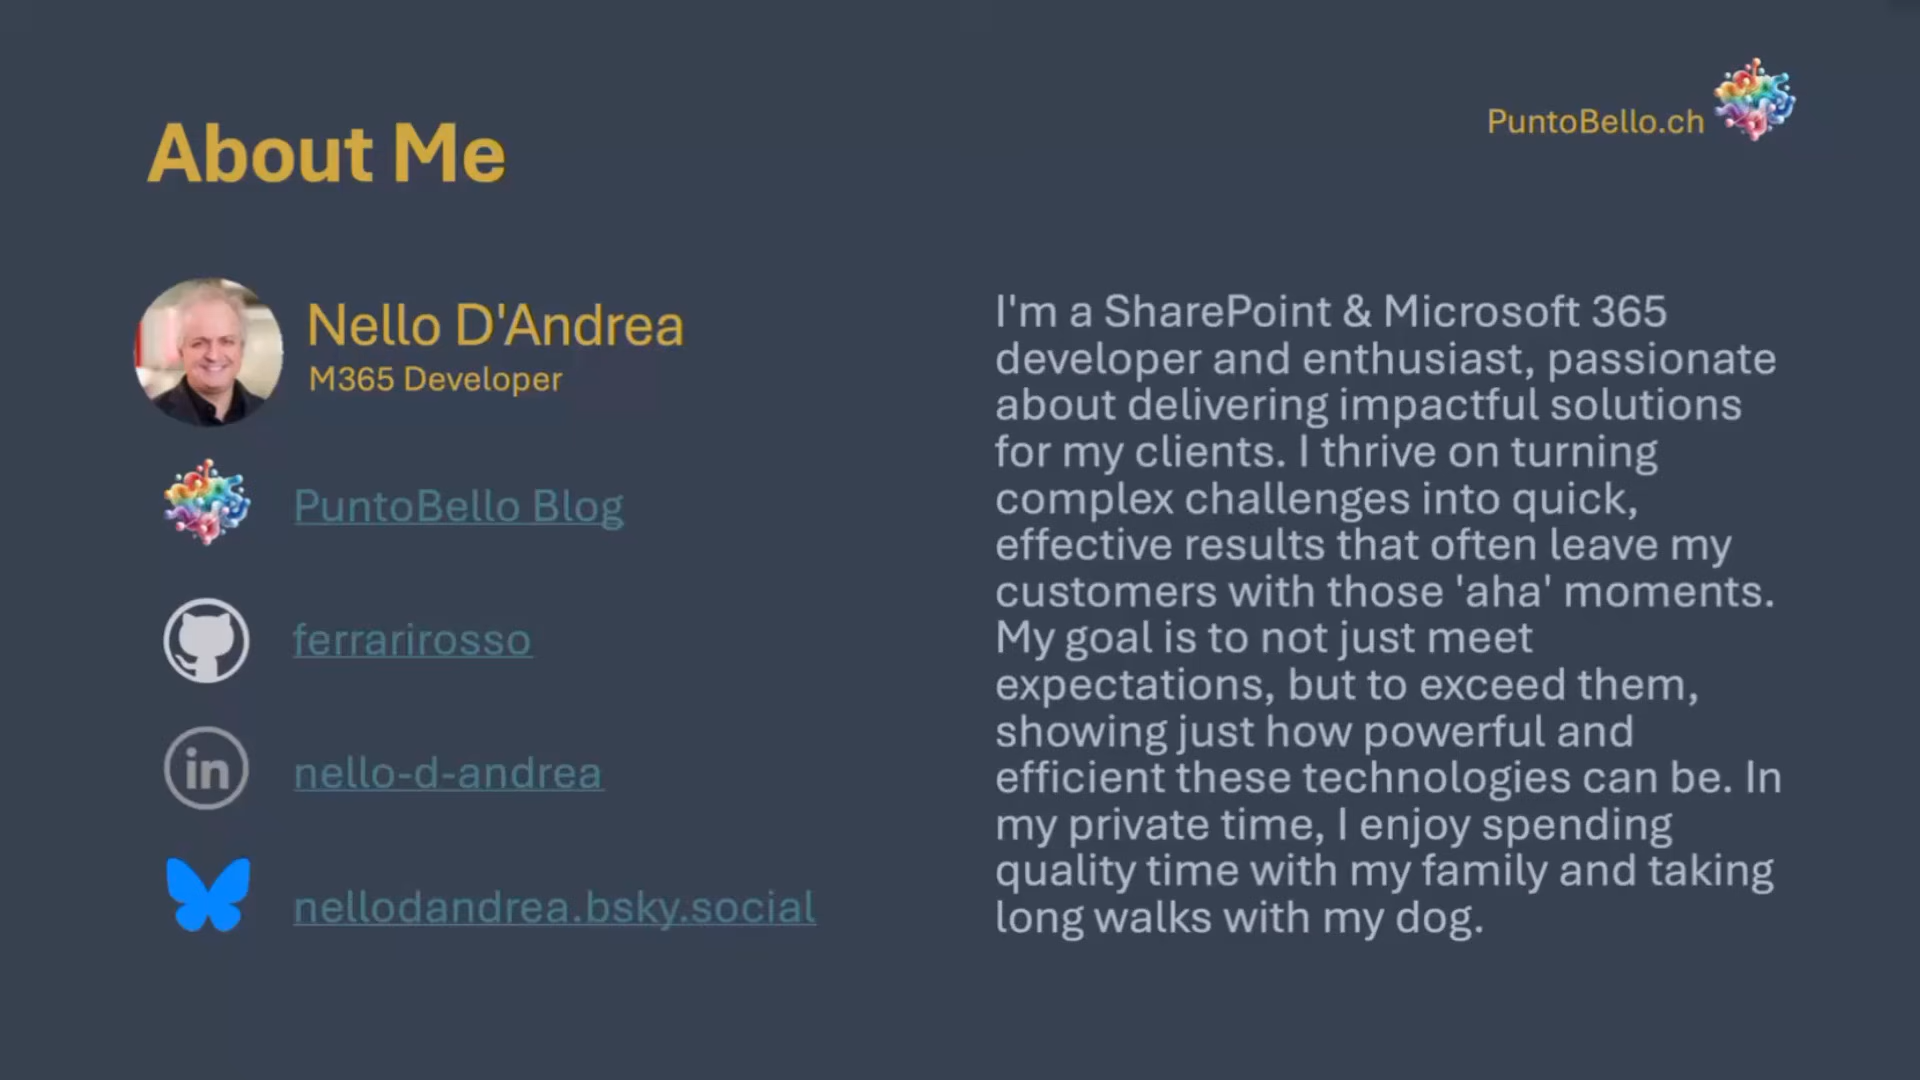 PuntoBello.ch
About Me
Nello D'Andrea
M365 Developer
PuntoBello Blog
ferrarirosso
in
nello-d-andrea
nellodandrea.bsky.social
I'm a SharePoint & Microsoft 365
developer and enthusiast, passionate
about delivering impactful solutions
for my clients. I thrive on turning
complex challenges into quick,
effective results that often leave my
customers with those 'aha' moments.
My goal is to not just meet
expectations, but to exceed them,
showing just how powerful and
efficient these technologies can be. In
my private time, I enjoy spending
quality time with my family and taking
long walks with my dog.